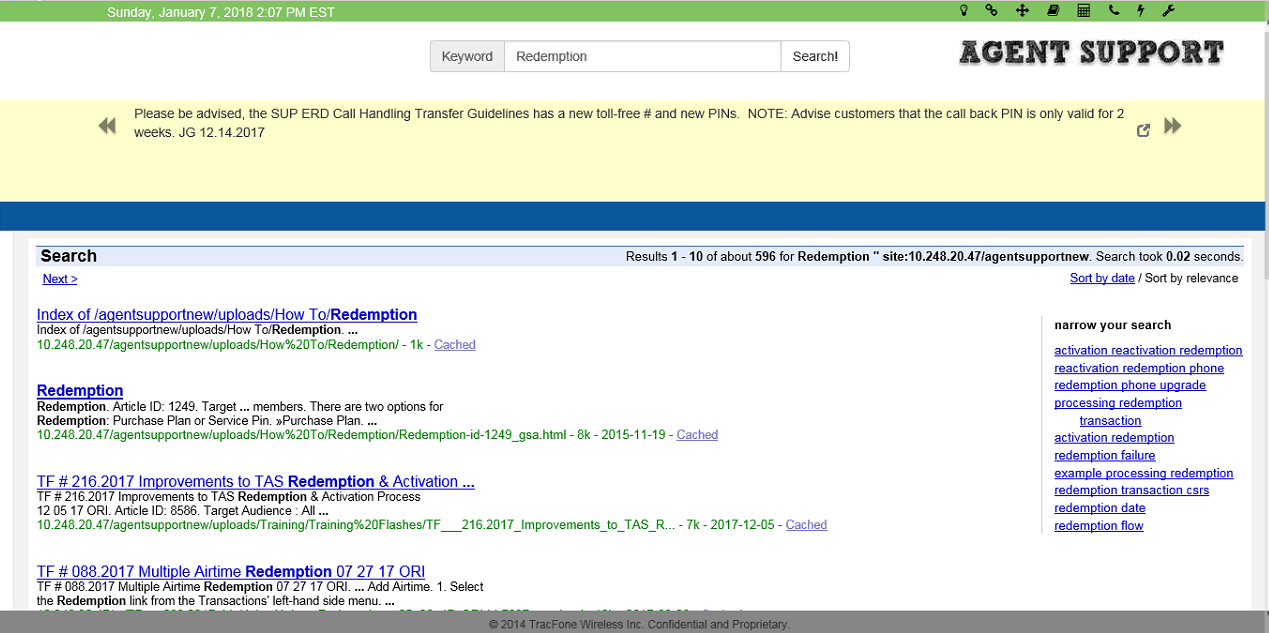 Sunday, January 7, 2018 2:07 PM EST
Keyword Redemption Search!
AGENT SUPPORT
Please be advised, the SUP ERD Call Handling Transfer Guidelines has a new toll-free # and new PINs. NOTE: Advise customers that the call back PIN is only valid for 2
weeks. JG 12.14.2017
Search
Results 1 - 10 of about 596 for Redemption " site:10.248.20.47/agentsupportnew. Search took 0.02 seconds.
Next >
Sort by date / Sort by relevance
Index of /agentsupportnew/uploads/How To/Redemption
Index of /agentsupportnew/uploads/How To/Redemption. ...
10.248.20.47/agentsupportnew/uploads/How%20To/Redemption/ - 1k - Cached
Redemption
Redemption. Article ID: 1249. Target ... members. There are two options for
Redemption: Purchase Plan or Service Pin. »Purchase Plan. ...
10.248.20.47/agentsupportnew/uploads/How%20To/Redemption/Redemption-id-1249_gsa.html - 8k - 2015-11-19 - Cached
TF # 216.2017 Improvements to TAS Redemption & Activation ...
TF # 216.2017 Improvements to TAS Redemption & Activation Process
12 05 17 ORI. Article ID: 8586. Target Audience : All ...
10.248.20.47/agentsupportnew/uploads/Training/Training%20Flashes/TF___216.2017_Improvements_to_TAS_R... - 7k - 2017-12-05 - Cached
TF # 088.2017 Multiple Airtime Redemption 07 27 17 ORI
TF # 088.2017 Multiple Airtime Redemption 07 27 17 ORI. ... Add Airtime. 1. Select
the Redemption link from the Transactions' left-hand side menu. ...
narrow your search
activation reactivation redemption
reactivation redemption phone
redemption phone upgrade
processing redemption
transaction
activation redemption
redemption failure
example processing redemption
redemption transaction csrs
redemption date
redemption flow
© 2014 TracFone Wireless Inc. Confidential and Proprietary.